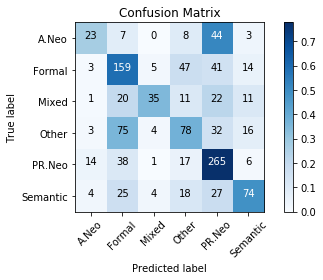 Confusion Matrix
A.Neo 23 7 0 8 44 3
Formal 3 159 5 47 41 14
Mixed 1 20 35 11 22 11
Other 3 75 4 78 32 16
PR.Neo 14 38 1 17 265 6
Semantic 4 25 4 18 27 74
A.Neo Formal Mixed Other PR.Neo Semantic
True label
Predicted label
0.7
0.6
0.5
0.4
0.3
0.2
0.1
0.0